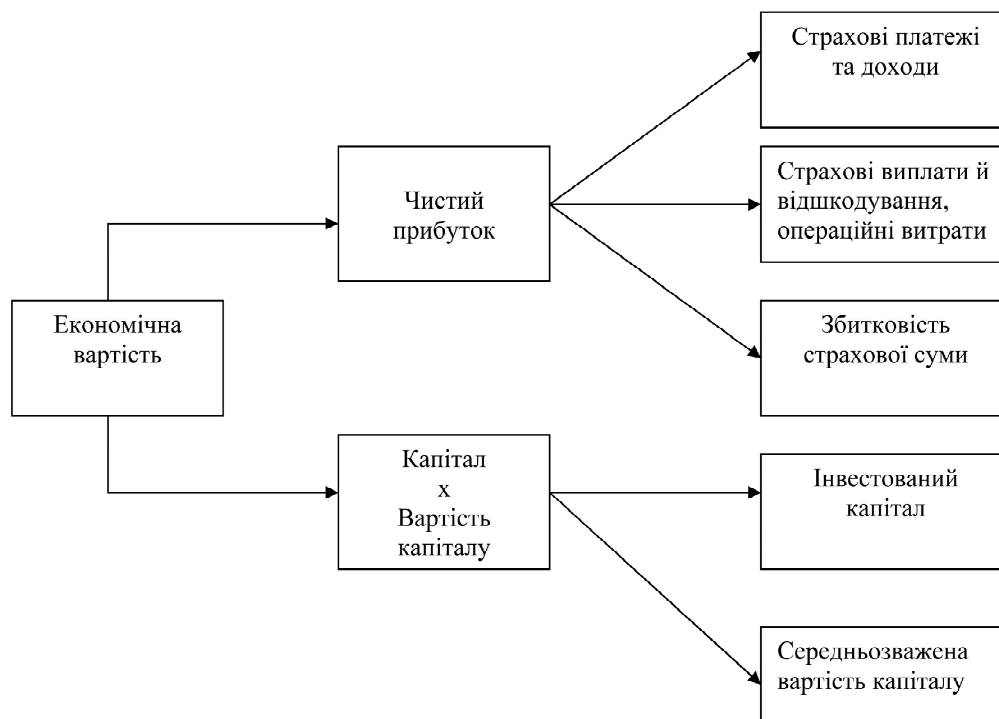 Страхові платежі
та доходи
Чистий
прибуток
Страхові виплати й
відшкодування,
операційні витрати
Економічна
вартість
Збитковість
страхової суми
Капітал
х
Вартість
капіталу
Інвестований
капітал
Середньозважена
вартість капіталу